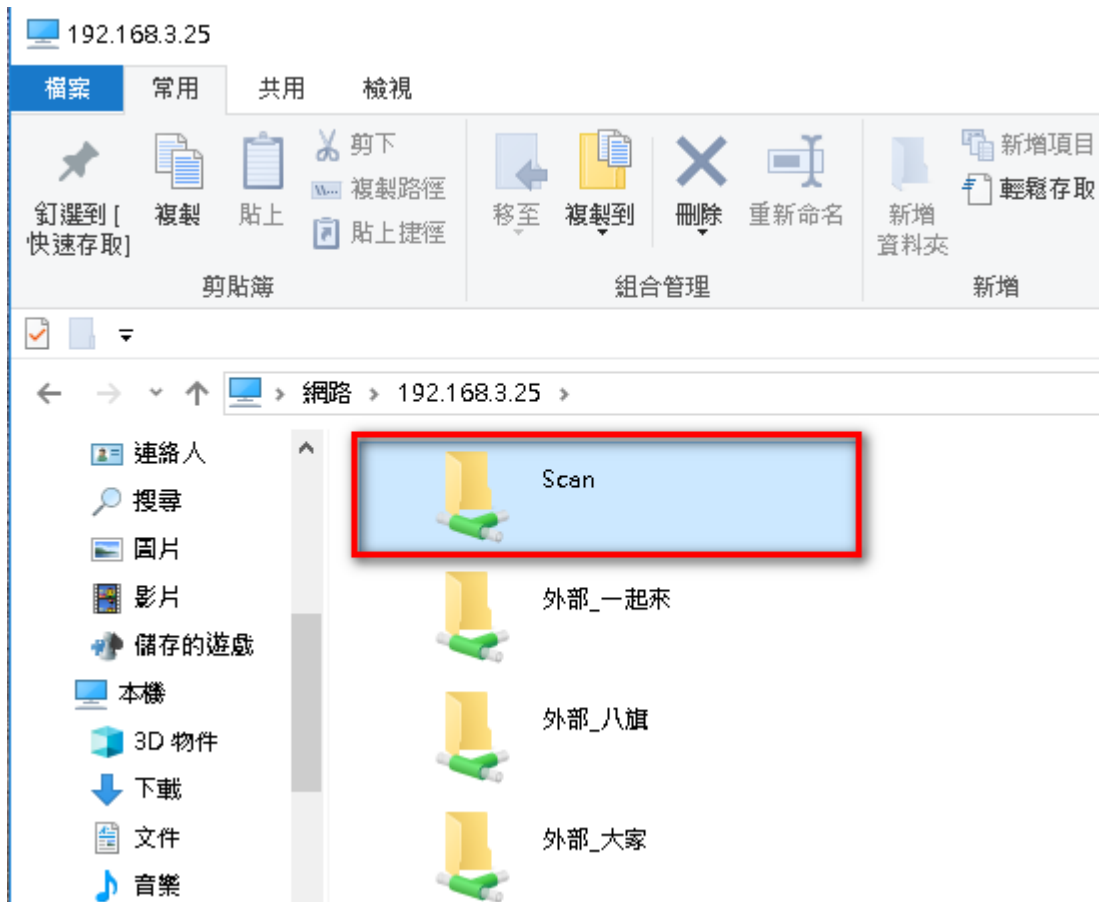 192.168.3.25
檔案 常用 共用 檢視
釘選到 [
快速存取]
複製
貼上
剪下
複製路徑
貼上捷徑
移至
複製到
刪除
重新命名
新增
資料夾
新增項目
輕鬆存取
剪貼簿 組合管理 新增
網路 192.168.3.25
連絡人
搜尋
圖片
影片
儲存的遊戲
本機
3D 物件
下載
文件
音樂
Scan
外部_一起來
外部_八旗
外部_大家